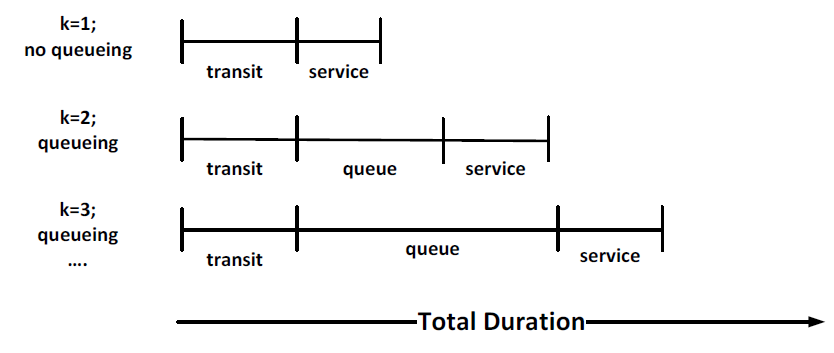 k=1;
no queueing
transit
service
k=2;
queueing
transit
queue
service
k=3;
queueing
....
transit
queue
service
Total Duration